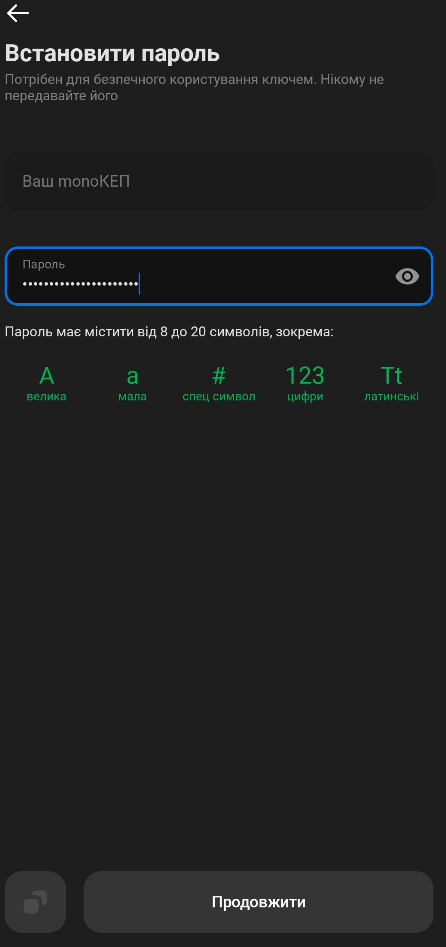 Встановити пароль
Потрібен для безпечного користування ключем. Нікому не
передавайте його
Ваш monoКЕП
Пароль
••••••••••••••••••••••
Пароль має містити від 8 до 20 символів, зокрема:
A a # 123 Tt
велика мала спец символ цифри латинські
Продовжити